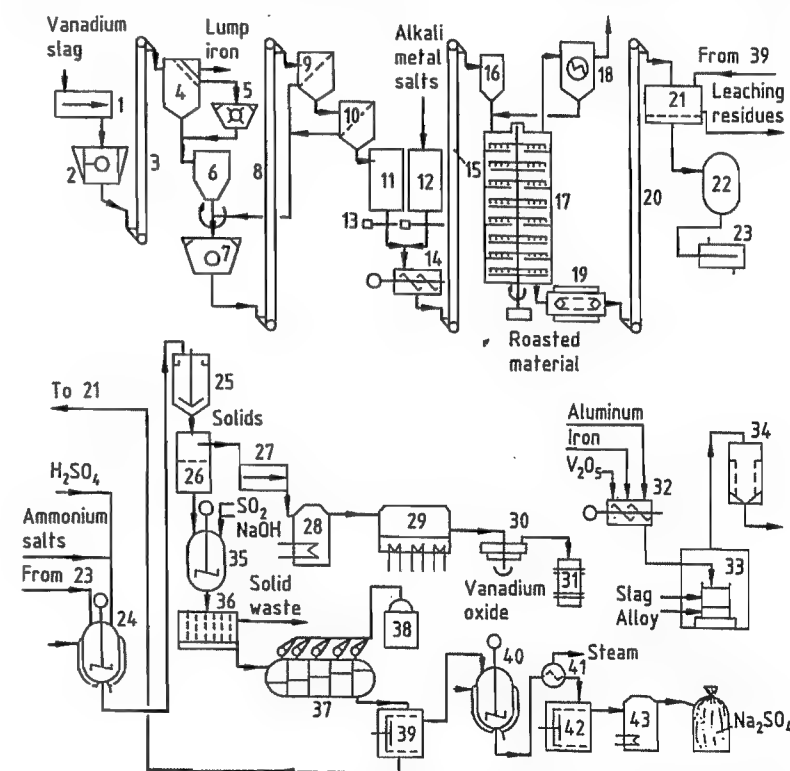 Vanadium
slag
Lump
iron
Alkali
metal
salts
From 39
Leaching
residues
1
2
3
4
5
6
7
8
9
10
11
12
13
14
15
16
17
18
19
20
21
22
23
Roasted
material
To 21
H₂SO₄
Ammonium
salts
From 23
24
25
Solids
26
27
SO₂
NaOH
28
29
30
31
Vanadium
oxide
35
36
Solid
waste
37
38
39
40
41
Steam
42
43
Na₂SO₄
Aluminum
Iron
V₂O₅
32
33
34
Slag
Alloy